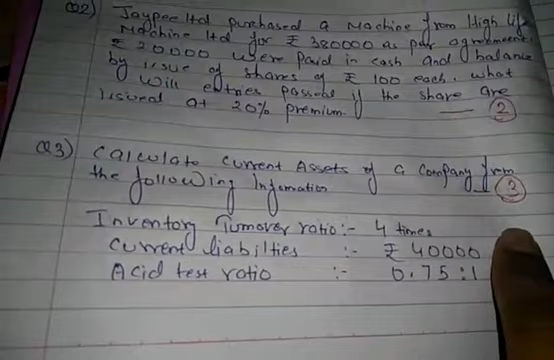 Q2) Jaypee ltd purchased a Machine from High life
Machine ltd for ₹ 380000 as per agreement
₹ 20000 were paid in cash and balance
by issue of shares of ₹ 100 each. what
will entries passed if the share are
issued at 20% premium. — 2
Q3) Calculate current Assets of a company from
the following Information — 3
Inventory Turnover ratio:- 4 times
Current liabilties :- ₹ 40000
Acid test ratio :- 0.75:1